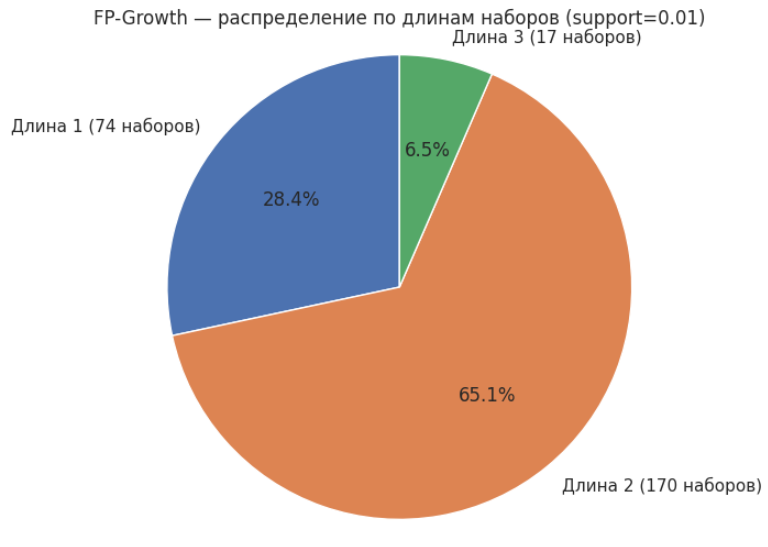 FP-Growth — распределение по длинам наборов (support=0.01)
Длина 3 (17 наборов)
Длина 1 (74 наборов)
6.5%
28.4%
65.1%
Длина 2 (170 наборов)